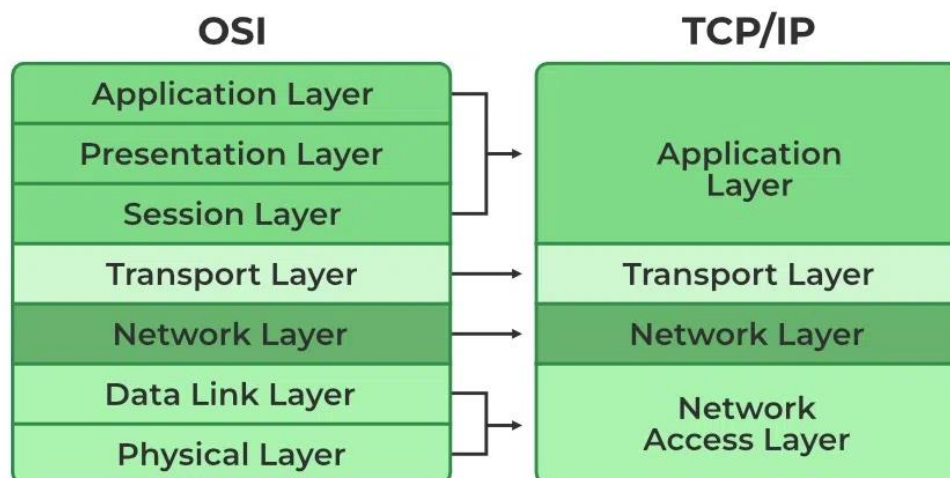 OSI
TCP/IP
Application Layer
Presentation Layer
Session Layer
Transport Layer
Network Layer
Data Link Layer
Physical Layer
Application
Layer
Transport Layer
Network Layer
Network
Access Layer